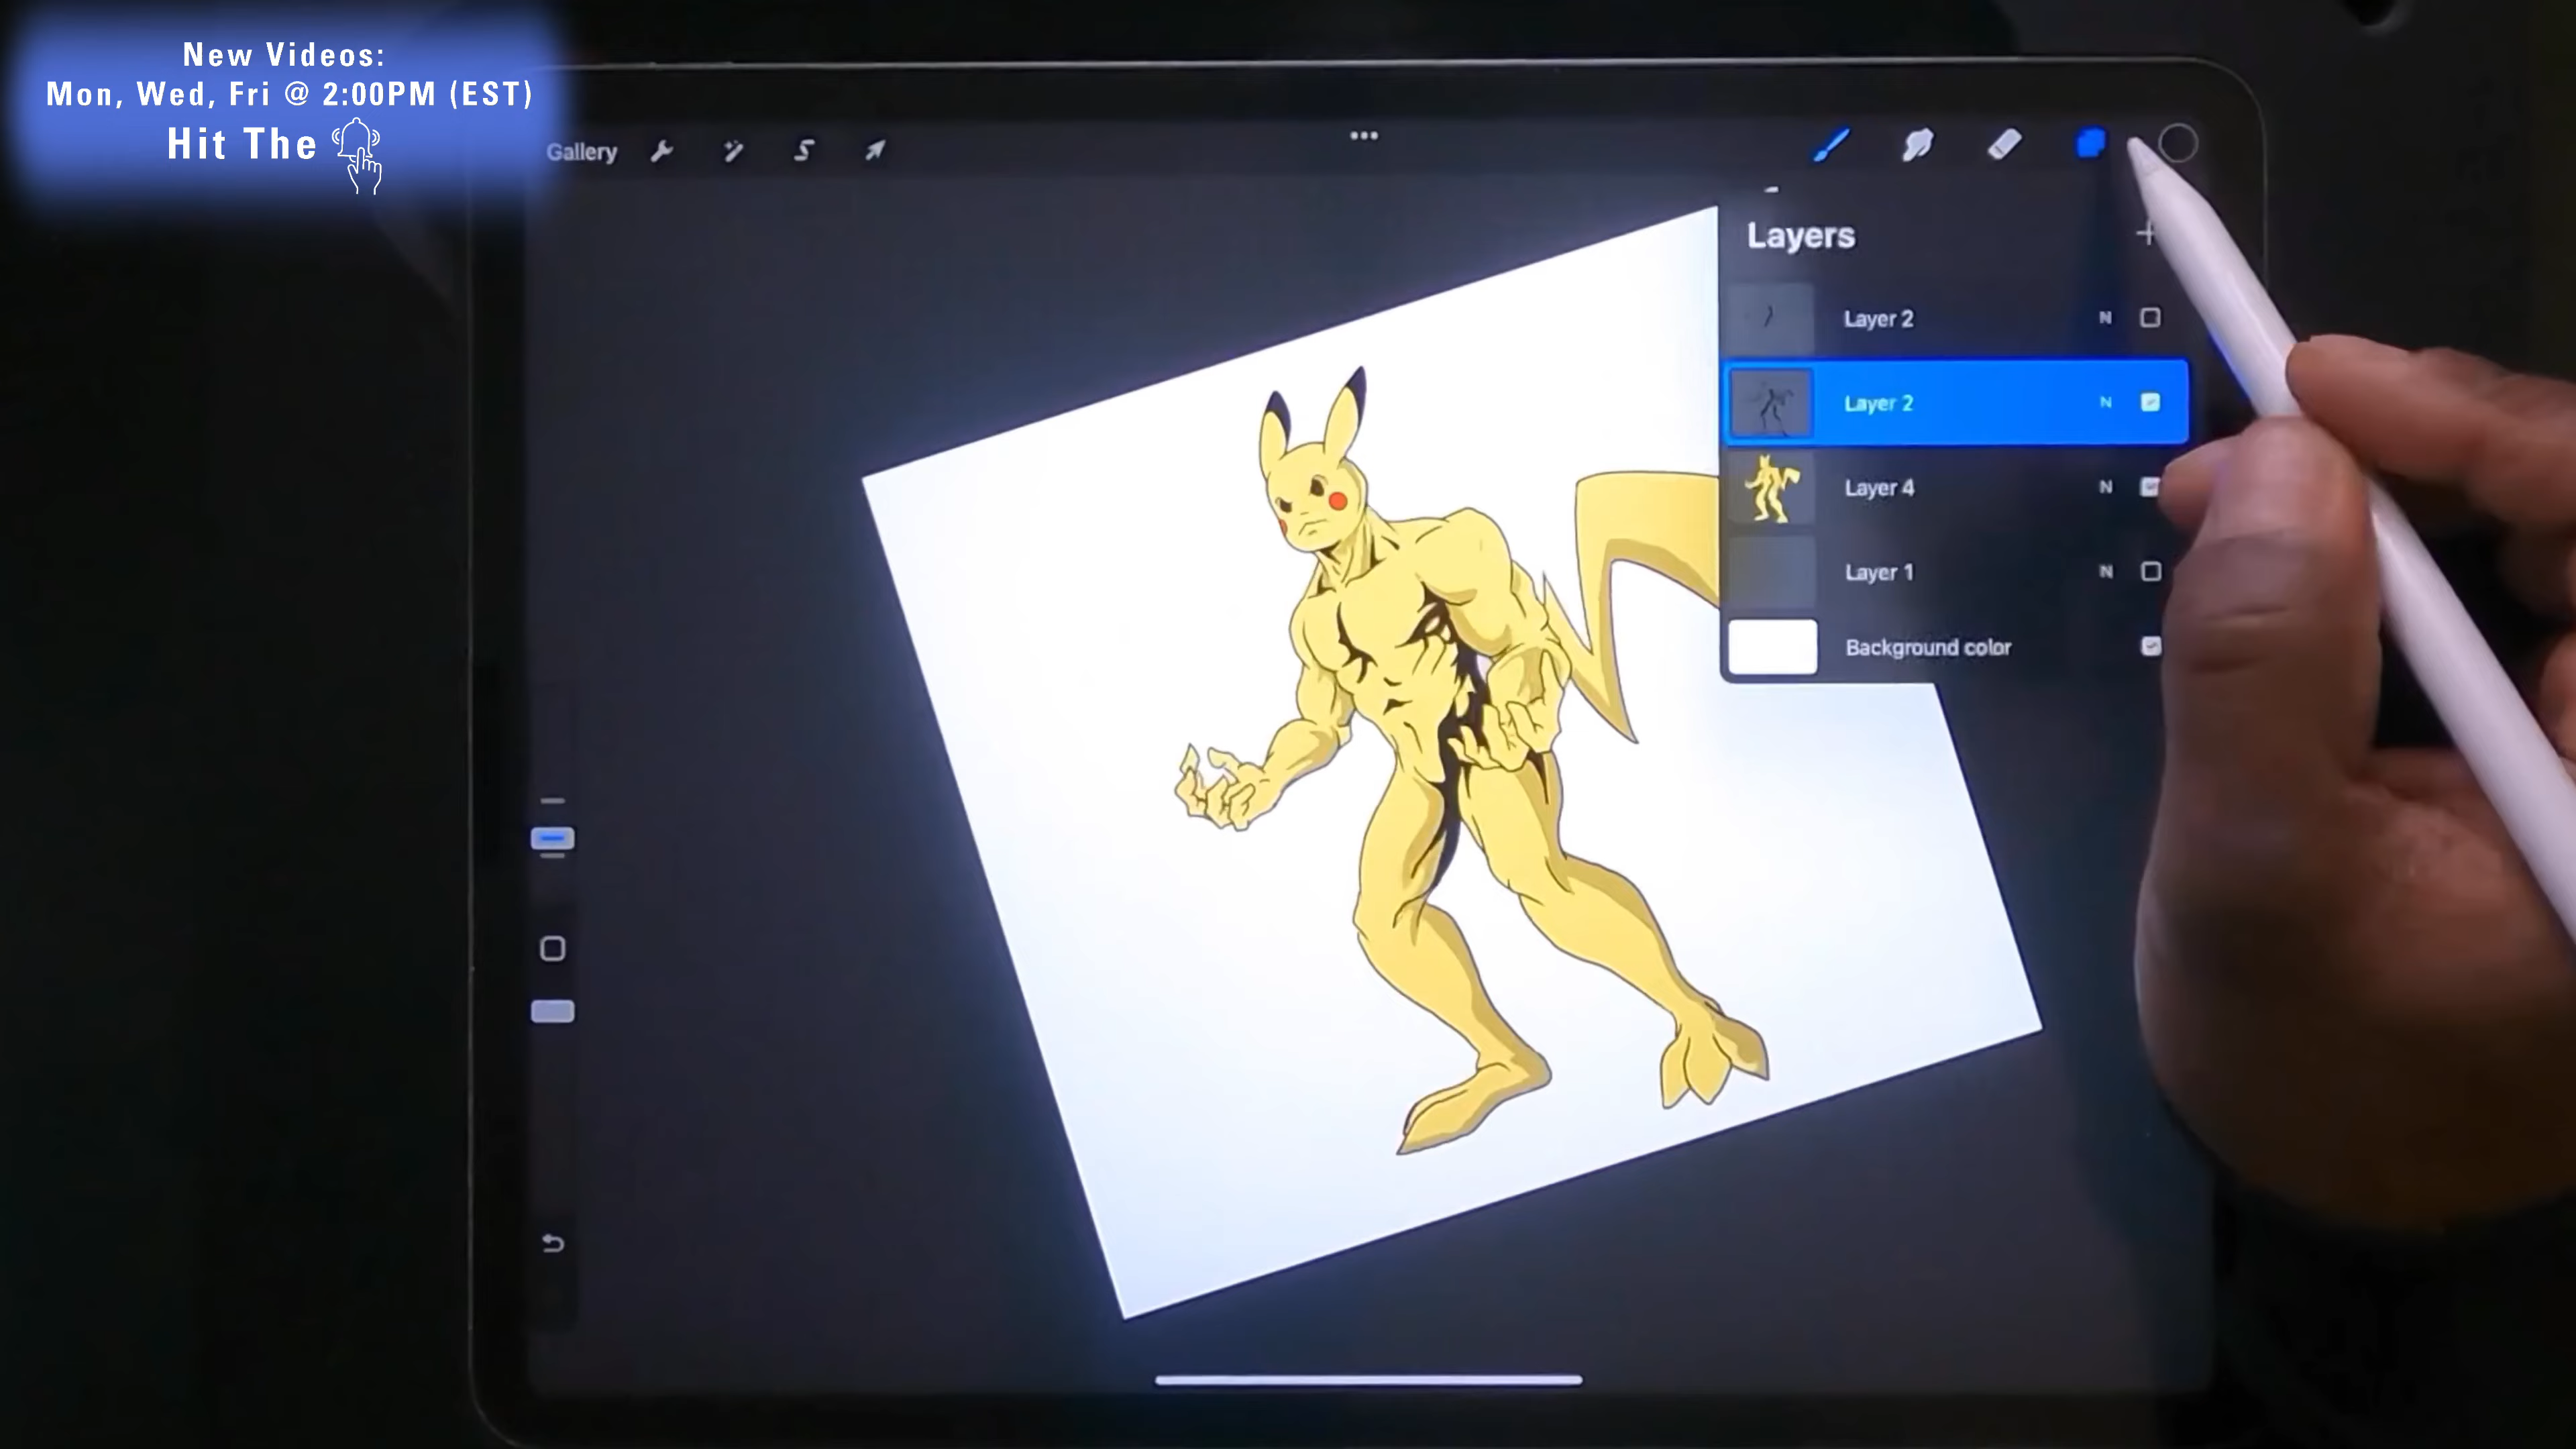 New Videos:
Mon, Wed, Fri @ 2:00PM (EST)
Hit The
Gallery
Layers
Layer 2 N
Layer 2 N
Layer 4 N
Layer 1 N
Background color